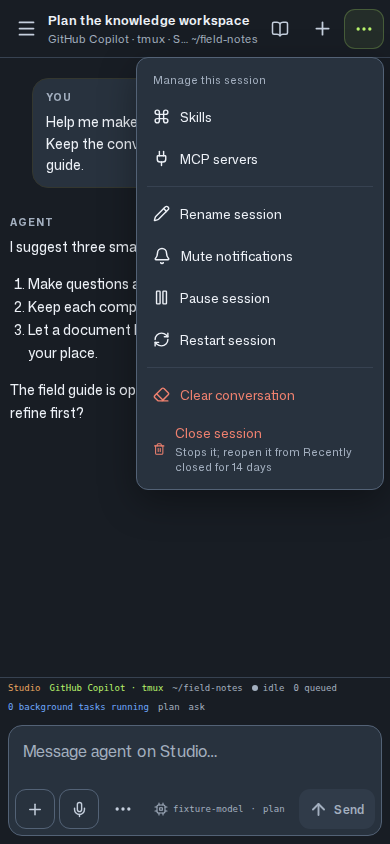 Plan the knowledge workspace
GitHub Copilot · tmux · S... ~/field-notes
Manage this session
Skills
MCP servers
Rename session
Mute notifications
Pause session
Restart session
Clear conversation
Close session
Stops it; reopen it from Recently
closed for 14 days
YOU
Help me make
Keep the conv
guide.
AGENT
I suggest three sma
1. Make questions a
2. Keep each comp
3. Let a document
your place.
The field guide is op
refine first?
Studio GitHub Copilot · tmux ~/field-notes idle 0 queued
0 background tasks running plan ask
Message agent on Studio...
fixture-model · plan
Send